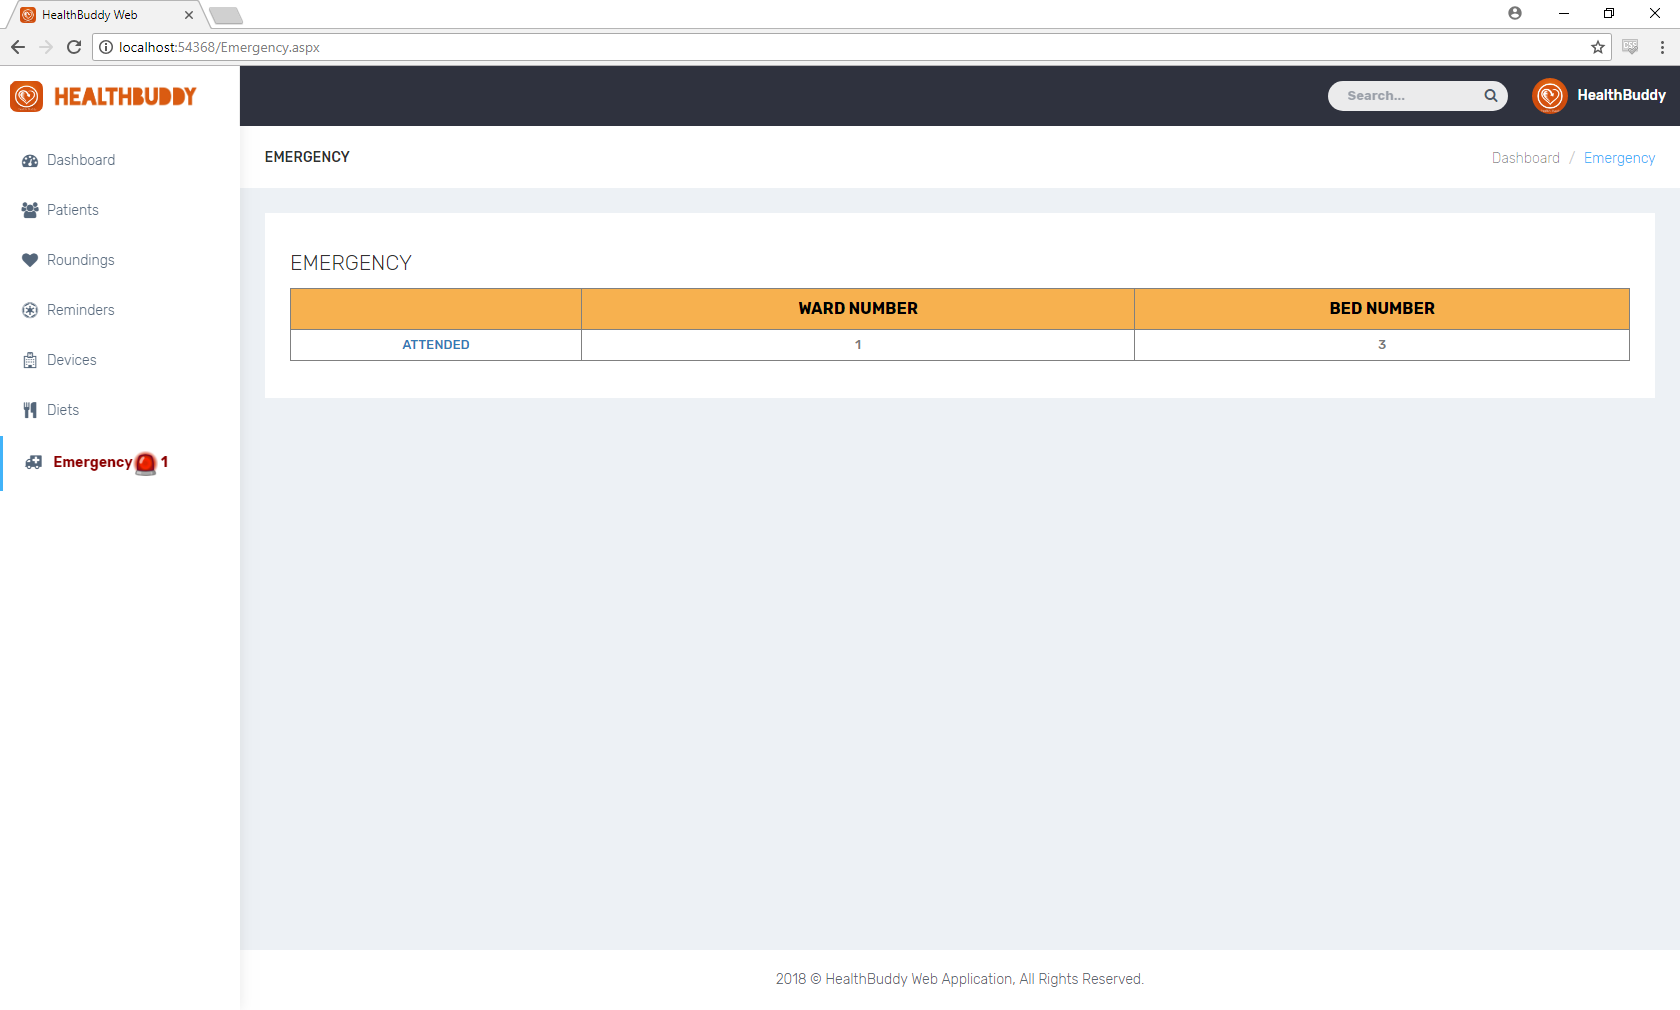 HealthBuddy Web
localhost:54368/Emergency.aspx
HEALTHBUDDY
Search...
HealthBuddy
Dashboard
Patients
Roundings
Reminders
Devices
Diets
Emergency 1
EMERGENCY
Dashboard / Emergency
EMERGENCY
WARD NUMBER BED NUMBER
ATTENDED 1 3
2018 © HealthBuddy Web Application, All Rights Reserved.